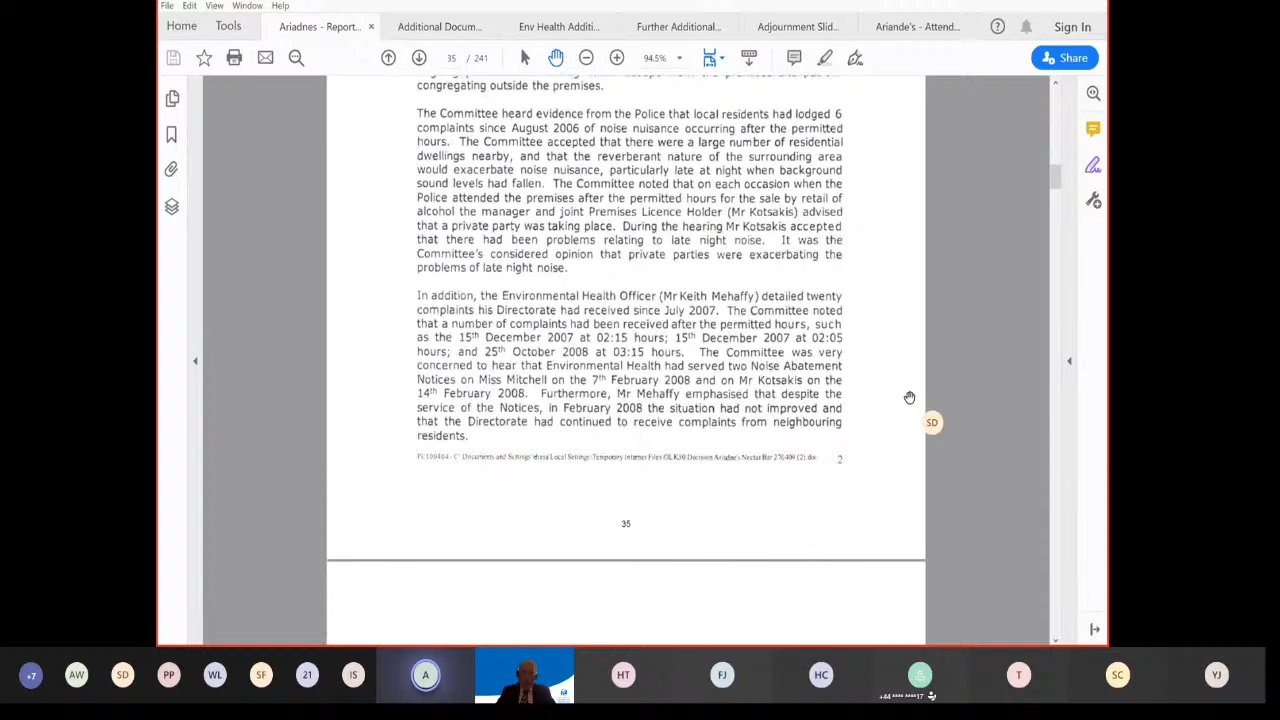 File Edit View Window Help
Home Tools Ariadnes - Report... × Additional Docum... Env Health Additi... Further Additional... Adjournment Slid... Ariande's - Attend... Sign In
35 / 241 94.5% Share
congregating outside the premises.
The Committee heard evidence from the Police that local residents had lodged 6
complaints since August 2006 of noise nuisance occurring after the permitted
hours. The Committee accepted that there were a large number of residential
dwellings nearby, and that the reverberant nature of the surrounding area
would exacerbate noise nuisance, particularly late at night when background
sound levels had fallen. The Committee noted that on each occasion when the
Police attended the premises after the permitted hours for the sale by retail of
alcohol the manager and joint Premises Licence Holder (Mr Kotsakis) advised
that a private party was taking place. During the hearing Mr Kotsakis accepted
that there had been problems relating to late night noise. It was the
Committee's considered opinion that private parties were exacerbating the
problems of late night noise.
In addition, the Environmental Health Officer (Mr Keith Mehaffy) detailed twenty
complaints his Directorate had received since July 2007. The Committee noted
that a number of complaints had been received after the permitted hours, such
as the 15th December 2007 at 02:15 hours; 15th December 2007 at 02:05
hours; and 25th October 2008 at 03:15 hours. The Committee was very
concerned to hear that Environmental Health had served two Noise Abatement
Notices on Miss Mitchell on the 7th February 2008 and on Mr Kotsakis on the
14th February 2008. Furthermore, Mr Mehaffy emphasised that despite the
service of the Notices, in February 2008 the situation had not improved and
that the Directorate had continued to receive complaints from neighbouring
residents.
Settings Temporary Internet Files\OLK30\Decision Ariadne's Nectar Bar 270409 (2).doc 2
35
SD
+7 AW SD PP WL SF 21 IS A HT FJ HC T SC YJ
+44 **** ****17